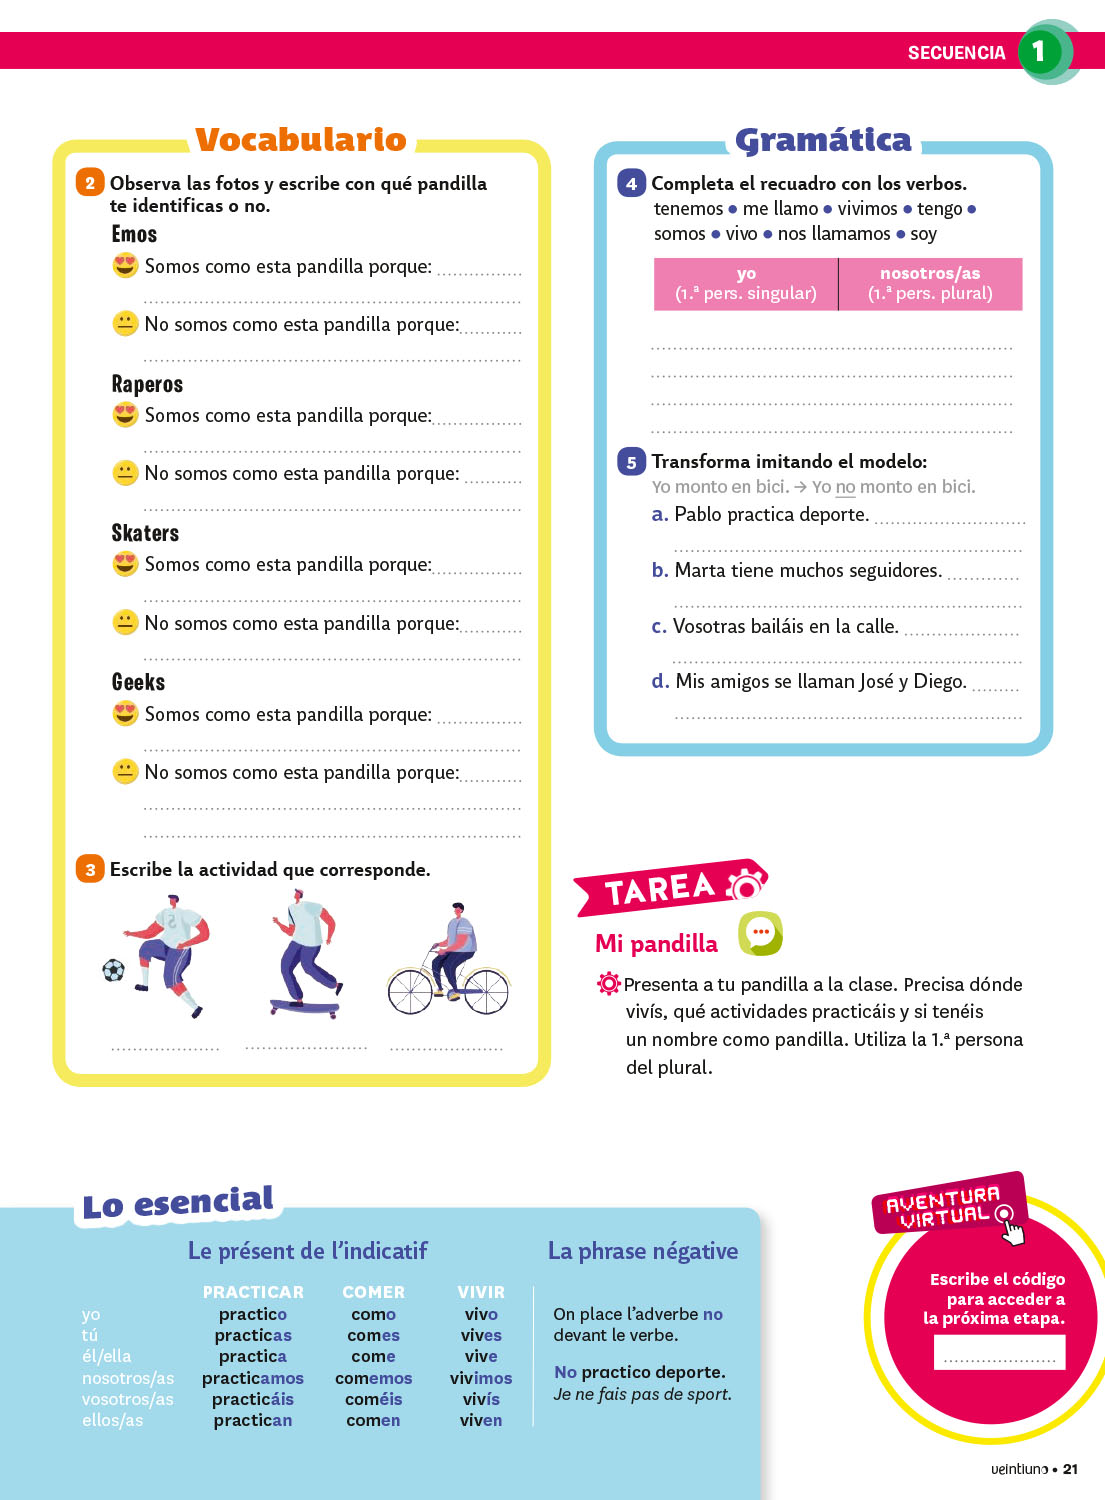 SECUENCIA 1
Vocabulario
2 Observa las fotos y escribe con qué pandilla
te identificas o no.
Emos
Somos como esta pandilla porque: ................
................................................................
No somos como esta pandilla porque: ............
................................................................
Raperos
Somos como esta pandilla porque: ................
................................................................
No somos como esta pandilla porque: ............
................................................................
Skaters
Somos como esta pandilla porque: ................
................................................................
No somos como esta pandilla porque: ............
................................................................
Geeks
Somos como esta pandilla porque: ................
................................................................
No somos como esta pandilla porque: ............
................................................................
................................................................
3 Escribe la actividad que corresponde.
.................... ...................... ....................
Gramática
4 Completa el recuadro con los verbos.
tenemos • me llamo • vivimos • tengo •
somos • vivo • nos llamamos • soy
yo nosotros/as
(1.ª pers. singular) (1.ª pers. plural)
................................................................
................................................................
................................................................
................................................................
5 Transforma imitando el modelo:
Yo monto en bici. → Yo no monto en bici.
a. Pablo practica deporte. ............................
................................................................
b. Marta tiene muchos seguidores. .............
................................................................
c. Vosotras bailáis en la calle. .....................
................................................................
d. Mis amigos se llaman José y Diego. .........
................................................................
TAREA
Mi pandilla
Presenta a tu pandilla a la clase. Precisa dónde
vivís, qué actividades practicáis y si tenéis
un nombre como pandilla. Utiliza la 1.ª persona
del plural.
Lo esencial
Le présent de l'indicatif
PRACTICAR COMER VIVIR
yo practico como vivo
tú practicas comes vives
él/ella practica come vive
nosotros/as practicamos comemos vivimos
vosotros/as practicáis coméis vivís
ellos/as practican comen viven
La phrase négative
On place l'adverbe no
devant le verbe.
No practico deporte.
Je ne fais pas de sport.
AVENTURA
VIRTUAL
Escribe el código
para acceder a
la próxima etapa.
.....................
veintiuno • 21